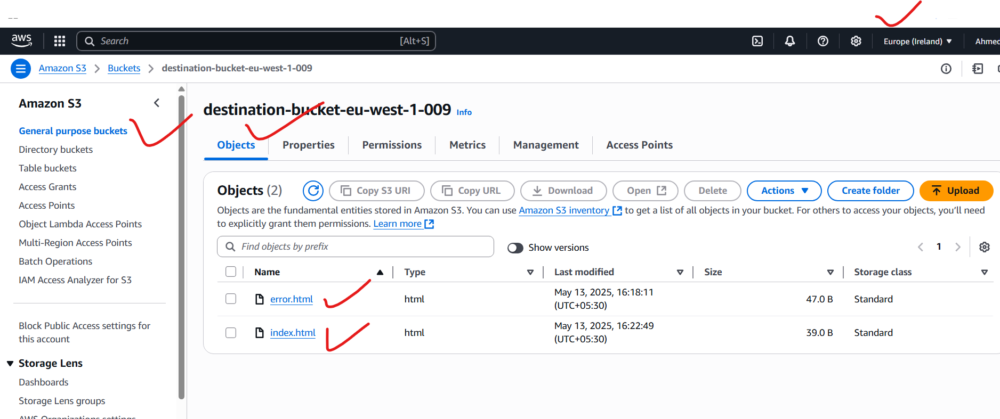 aws
Search [Alt+S]
Europe (Ireland)
Amazon S3
Buckets
destination-bucket-eu-west-1-009
Amazon S3
General purpose buckets
Directory buckets
Table buckets
Access Grants
Access Points
Object Lambda Access Points
Multi-Region Access Points
Batch Operations
IAM Access Analyzer for S3
Block Public Access settings for
this account
Storage Lens
Dashboards
Storage Lens groups
AWS Organizations settings
destination-bucket-eu-west-1-009 Info
Objects Properties Permissions Metrics Management Access Points
Objects (2)
Copy S3 URI
Copy URL
Download
Open
Delete
Actions
Create folder
Upload
Objects are the fundamental entities stored in Amazon S3. You can use Amazon S3 inventory to get a list of all objects in your bucket. For others to access your objects, you’ll need
to explicitly grant them permissions. Learn more
Find objects by prefix
Show versions
1
Name Type Last modified Size Storage class
error.html html May 13, 2025, 16:18:11 47.0 B Standard
(UTC+05:30)
index.html html May 13, 2025, 16:22:49 39.0 B Standard
(UTC+05:30)